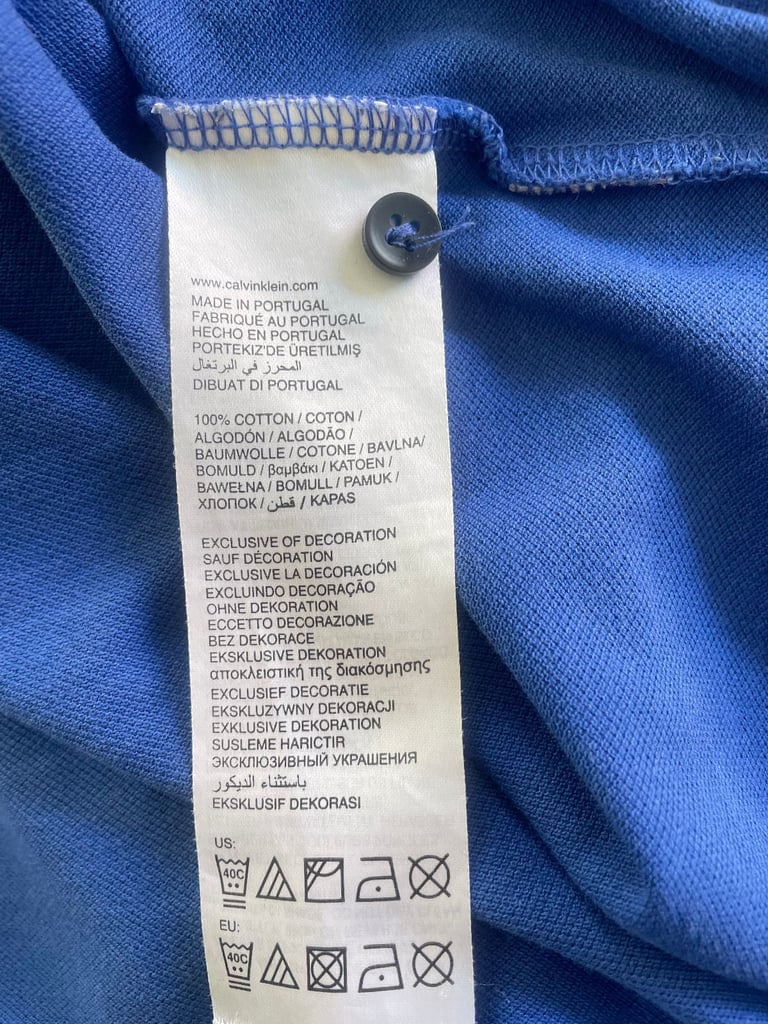 www.calvinklein.com
MADE IN PORTUGAL
FABRIQUÉ AU PORTUGAL
HECHO EN PORTUGAL
PORTEKIZ'DE ÜRETILMIŞ
المحرز في البرتغال
DIBUAT DI PORTUGAL
100% COTTON / COTON /
ALGODÓN / ALGODÃO /
BAUMWOLLE / COTONE / BAVLNA/
BOMULD / βαμβάκι / KATOEN /
BAWEŁNA / BOMULL / PAMUK /
ХЛОПОК / قطن / KAPAS
EXCLUSIVE OF DECORATION
SAUF DÉCORATION
EXCLUSIVE LA DECORACIÓN
EXCLUINDO DECORAÇÃO
OHNE DEKORATION
ECCETTO DECORAZIONE
BEZ DEKORACE
EKSKLUSIVE DEKORATION
αποκλειστική της διακόσμησης
EXCLUSIEF DECORATIE
EKSKLUZYWNY DEKORACJI
EXKLUSIVE DEKORATION
SUSLEME HARICTIR
ЭКСКЛЮЗИВНЫЙ УКРАШЕНИЯ
باستثناء الديكور
EKSKLUSIF DEKORASI
US:
40C
EU:
40C